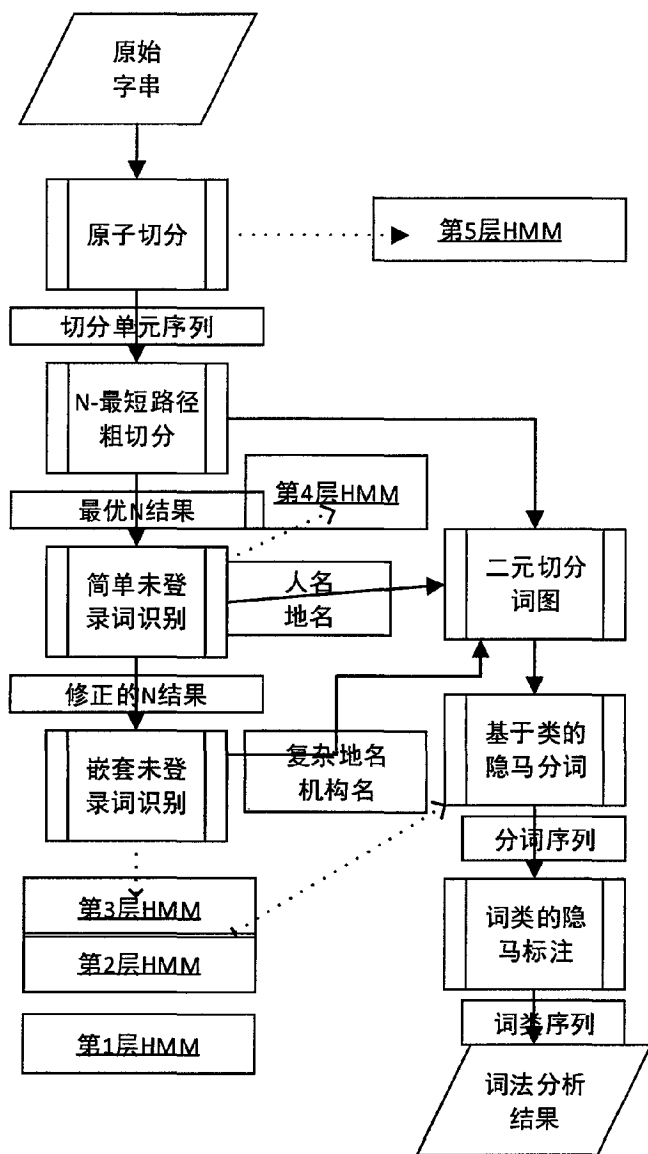 原始
字串
原子切分
第5层HMM
切分单元序列
N-最短路径
粗切分
最优N结果
第4层HMM
简单未登
录词识别
人名
地名
二元切分
词图
修正的N结果
嵌套未登
录词识别
复杂地名
机构名
基于类的
隐马分词
分词序列
第3层HMM
第2层HMM
词类的隐
马标注
第1层HMM
词类序列
词法分析
结果